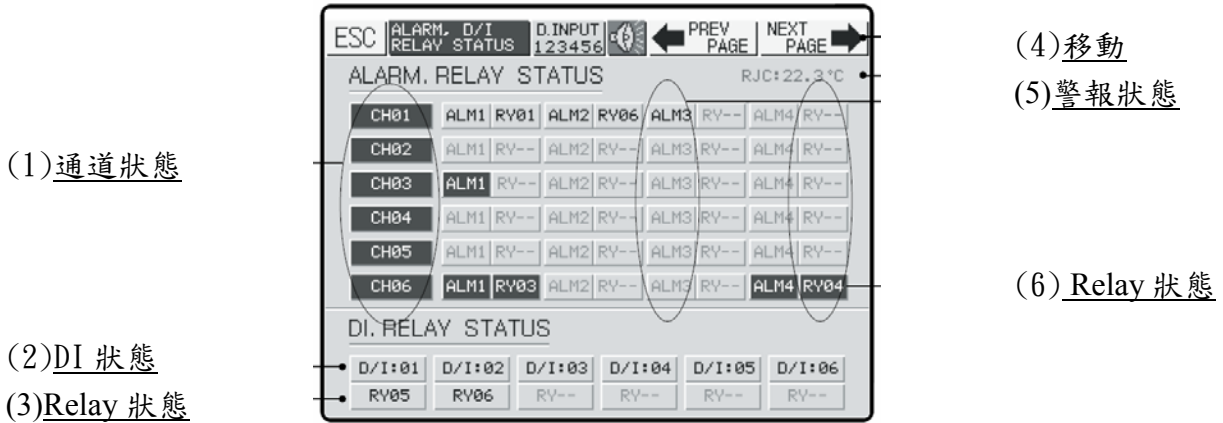 ESC ALARM, D/I RELAY STATUS D.INPUT 123456 PREV PAGE NEXT PAGE
(4)移動
ALARM. RELAY STATUS RJC:22.3℃
(5)警報狀態
CH01 ALM1 RY01 ALM2 RY06 ALM3 RY-- ALM4 RY--
CH02 ALM1 RY-- ALM2 RY-- ALM3 RY-- ALM4 RY--
(1)通道狀態
CH03 ALM1 RY-- ALM2 RY-- ALM3 RY-- ALM4 RY--
CH04 ALM1 RY-- ALM2 RY-- ALM3 RY-- ALM4 RY--
CH05 ALM1 RY-- ALM2 RY-- ALM3 RY-- ALM4 RY--
CH06 ALM1 RY03 ALM2 RY-- ALM3 RY-- ALM4 RY04
(6) Relay 狀態
DI. RELAY STATUS
(2)DI 狀態
D/I:01 D/I:02 D/I:03 D/I:04 D/I:05 D/I:06
(3)Relay 狀態
RY05 RY06 RY-- RY-- RY-- RY--